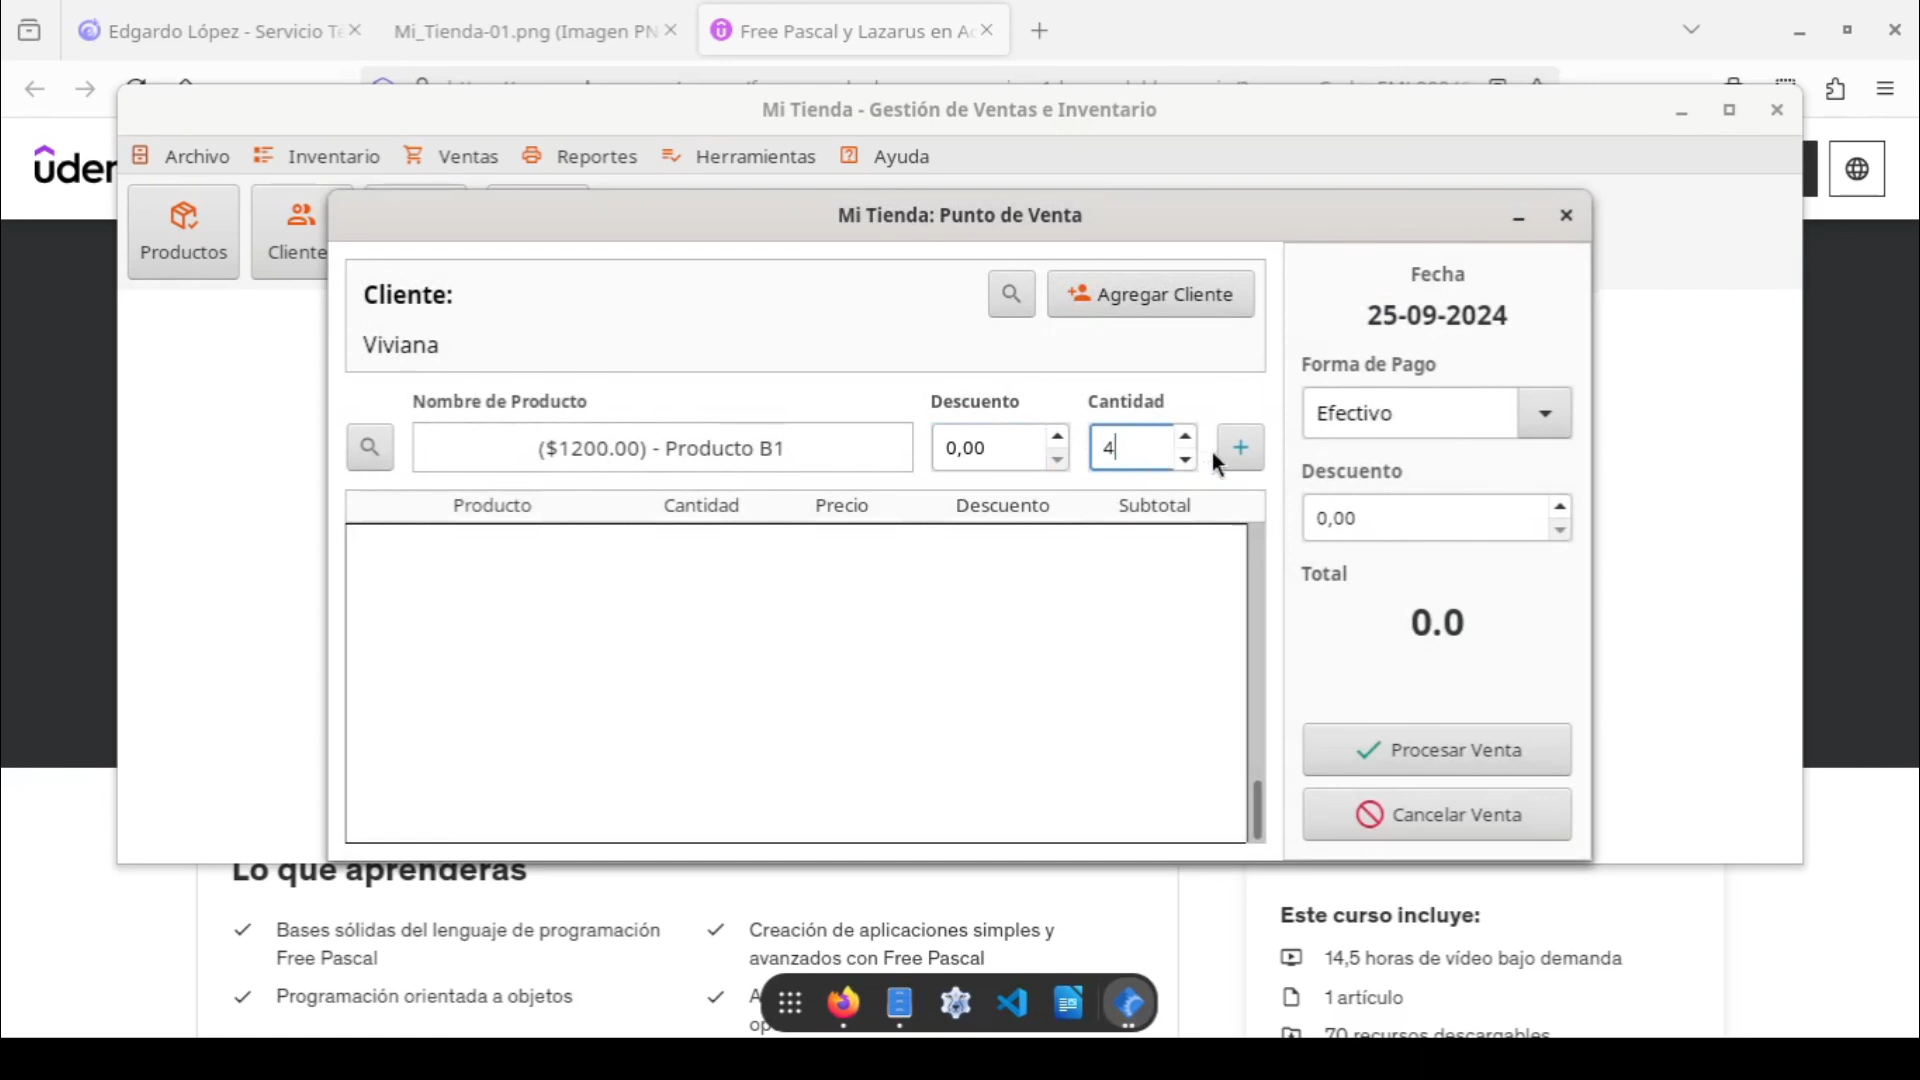 Edgardo López - Servicio Té
Mi_Tienda-01.png (Imagen PN
Free Pascal y Lazarus en Ac
Mi Tienda - Gestión de Ventas e Inventario
ûder
Archivo
Inventario
Ventas
Reportes
Herramientas
Ayuda
Productos
Cliente
Mi Tienda: Punto de Venta
Cliente:
Agregar Cliente
Viviana
Fecha
25-09-2024
Forma de Pago
Efectivo
Nombre de Producto
Descuento
Cantidad
($1200.00) - Producto B1
0,00
4
Descuento
0,00
Producto
Cantidad
Precio
Descuento
Subtotal
Total
0.0
Procesar Venta
Cancelar Venta
Lo que aprenderás
Bases sólidas del lenguaje de programación
Free Pascal
Programación orientada a objetos
Creación de aplicaciones simples y
avanzados con Free Pascal
Este curso incluye:
14,5 horas de vídeo bajo demanda
1 artículo
70 recursos descargables